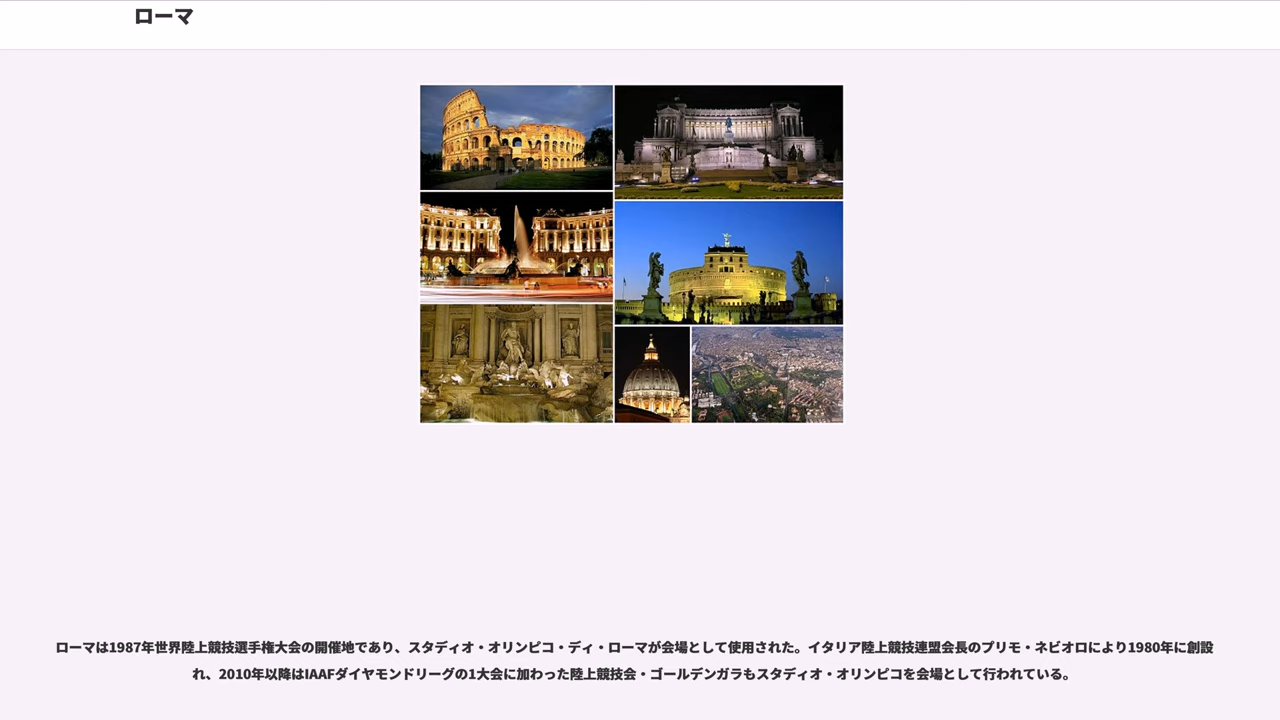 ローマ
ローマは1987年世界陸上競技選手権大会の開催地であり、スタディオ・オリンピコ・ディ・ローマが会場として使用された。イタリア陸上競技連盟会長のプリモ・ネビオロにより1980年に創設
れ、2010年以降はIAAFダイヤモンドリーグの1大会に加わった陸上競技会・ゴールデンガラもスタディオ・オリンピコを会場として行われている。